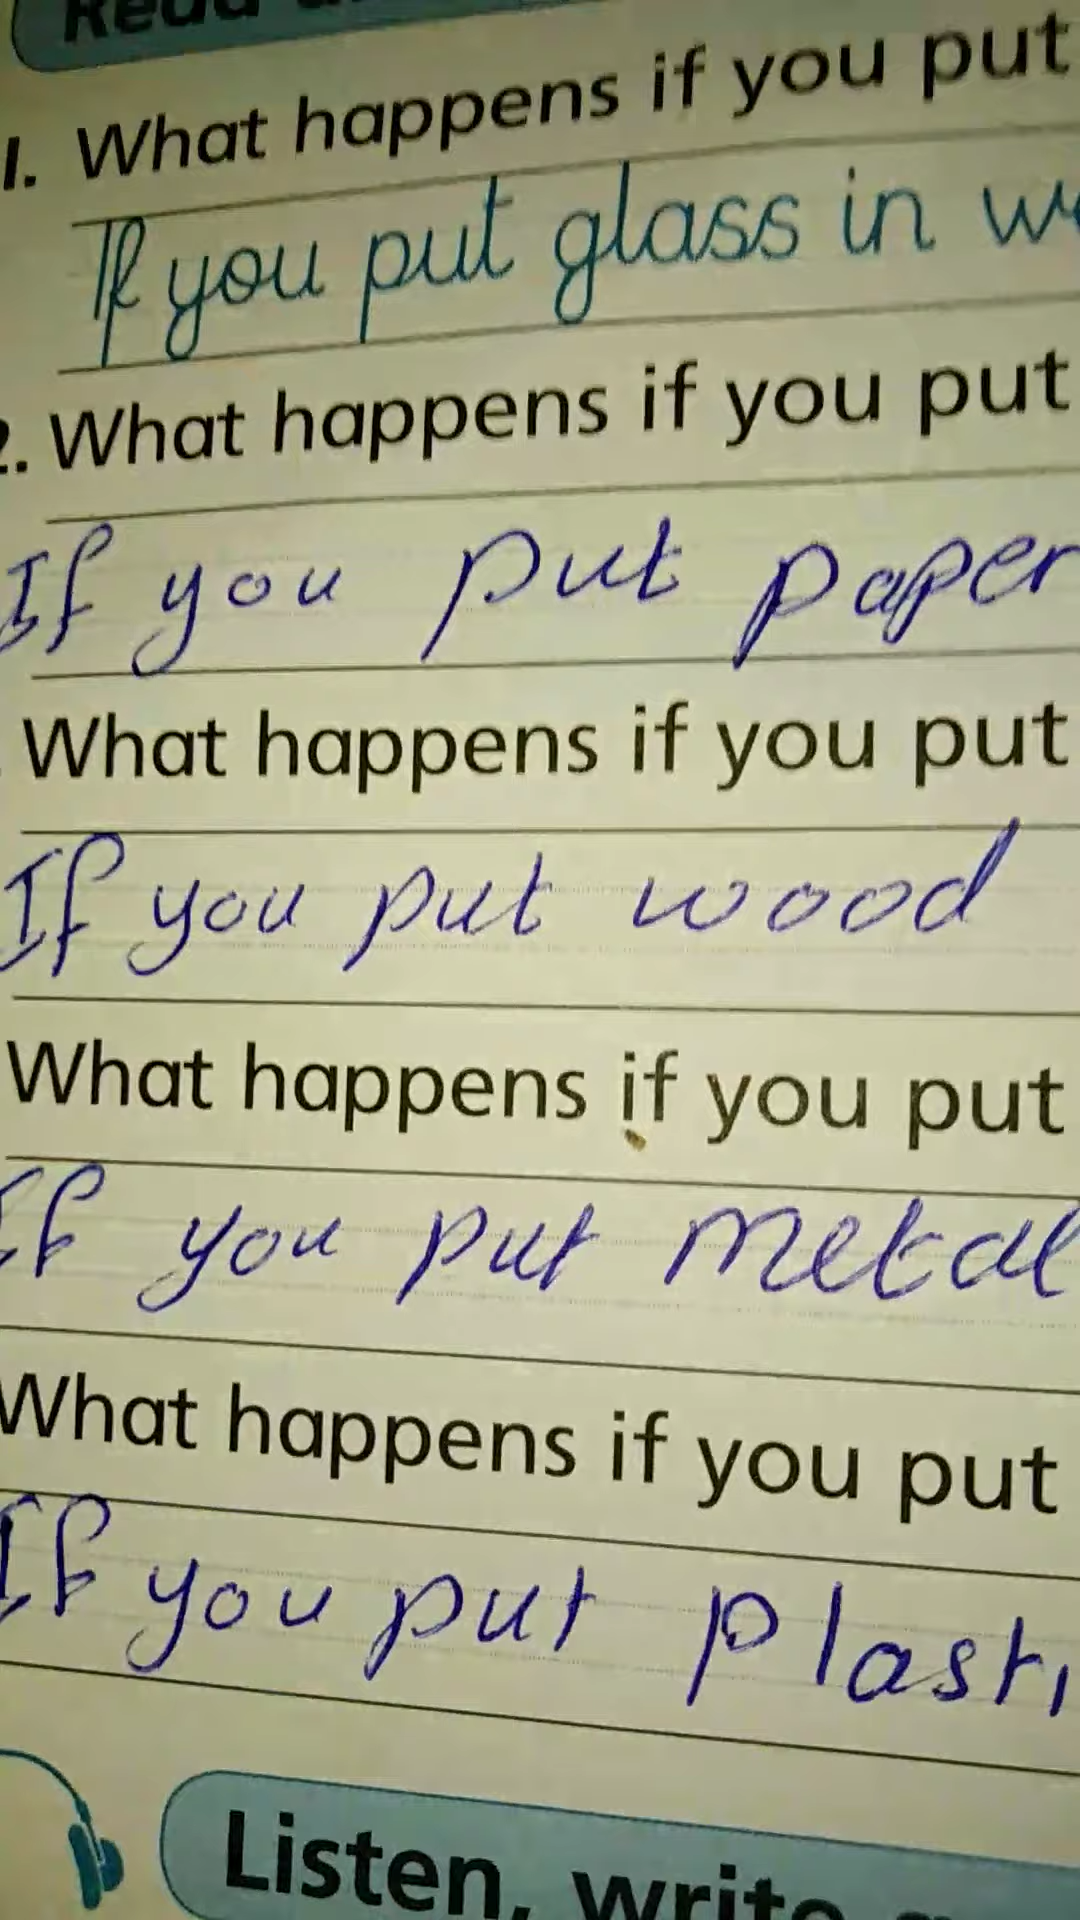 Read
1. What happens if you put
If you put glass in
2. What happens if you put
If you put paper
What happens if you put
If you put wood
What happens if you put
If you put metal
What happens if you put
If you put plasti
Listen, write